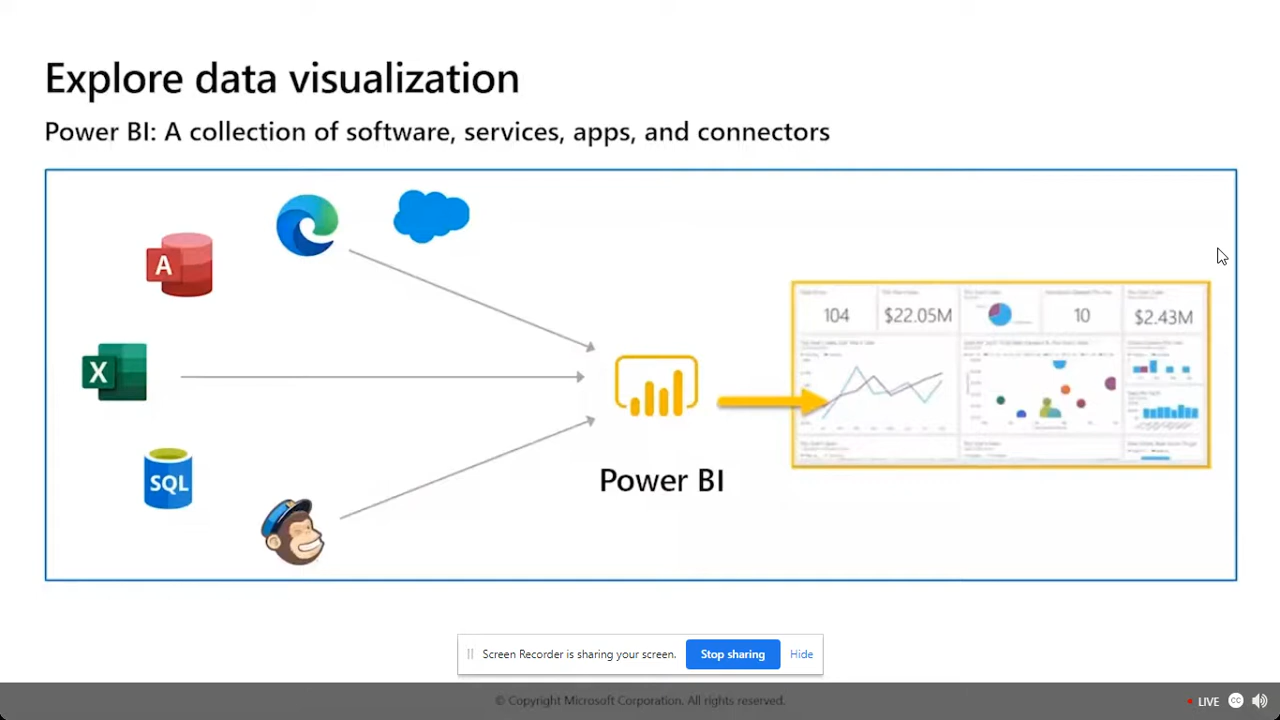 Explore data visualization
Power BI: A collection of software, services, apps, and connectors
A
X
SQL
104
$22.05M
10
$2.43M
Power BI
Screen Recorder is sharing your screen.
Stop sharing
Hide
© Copyright Microsoft Corporation. All rights reserved.
LIVE
CC